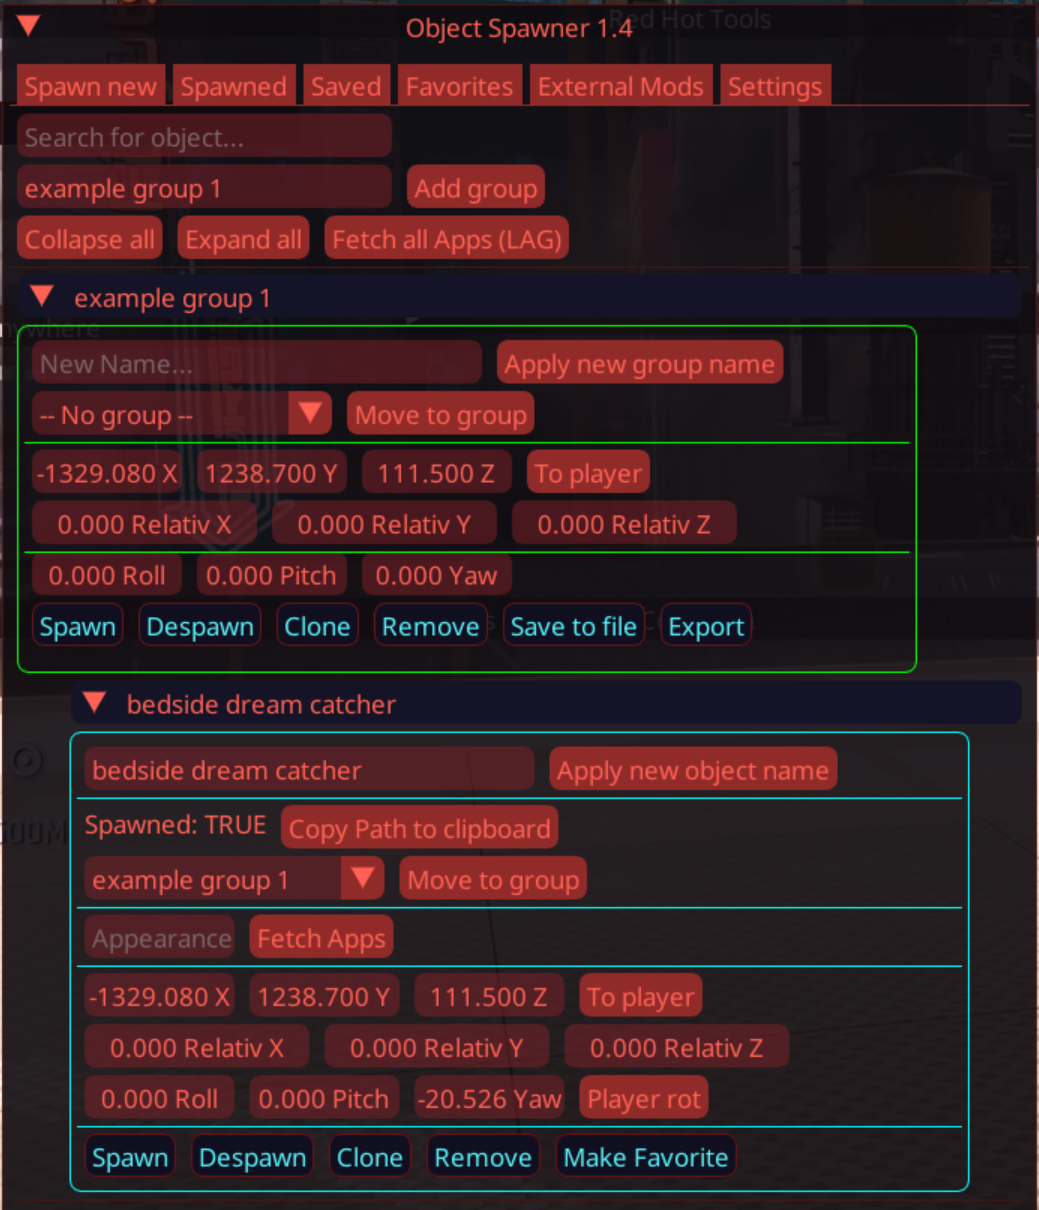 Object Spawner 1.4
Red Hot Tools
Spawn new Spawned Saved Favorites External Mods Settings
Search for object...
example group 1 Add group
Collapse all Expand all Fetch all Apps (LAG)
example group 1
New Name... Apply new group name
-- No group -- Move to group
-1329.080 X 1238.700 Y 111.500 Z To player
0.000 Relativ X 0.000 Relativ Y 0.000 Relativ Z
0.000 Roll 0.000 Pitch 0.000 Yaw
Spawn Despawn Clone Remove Save to file Export
bedside dream catcher
bedside dream catcher Apply new object name
Spawned: TRUE Copy Path to clipboard
example group 1 Move to group
Appearance Fetch Apps
-1329.080 X 1238.700 Y 111.500 Z To player
0.000 Relativ X 0.000 Relativ Y 0.000 Relativ Z
0.000 Roll 0.000 Pitch -20.526 Yaw Player rot
Spawn Despawn Clone Remove Make Favorite